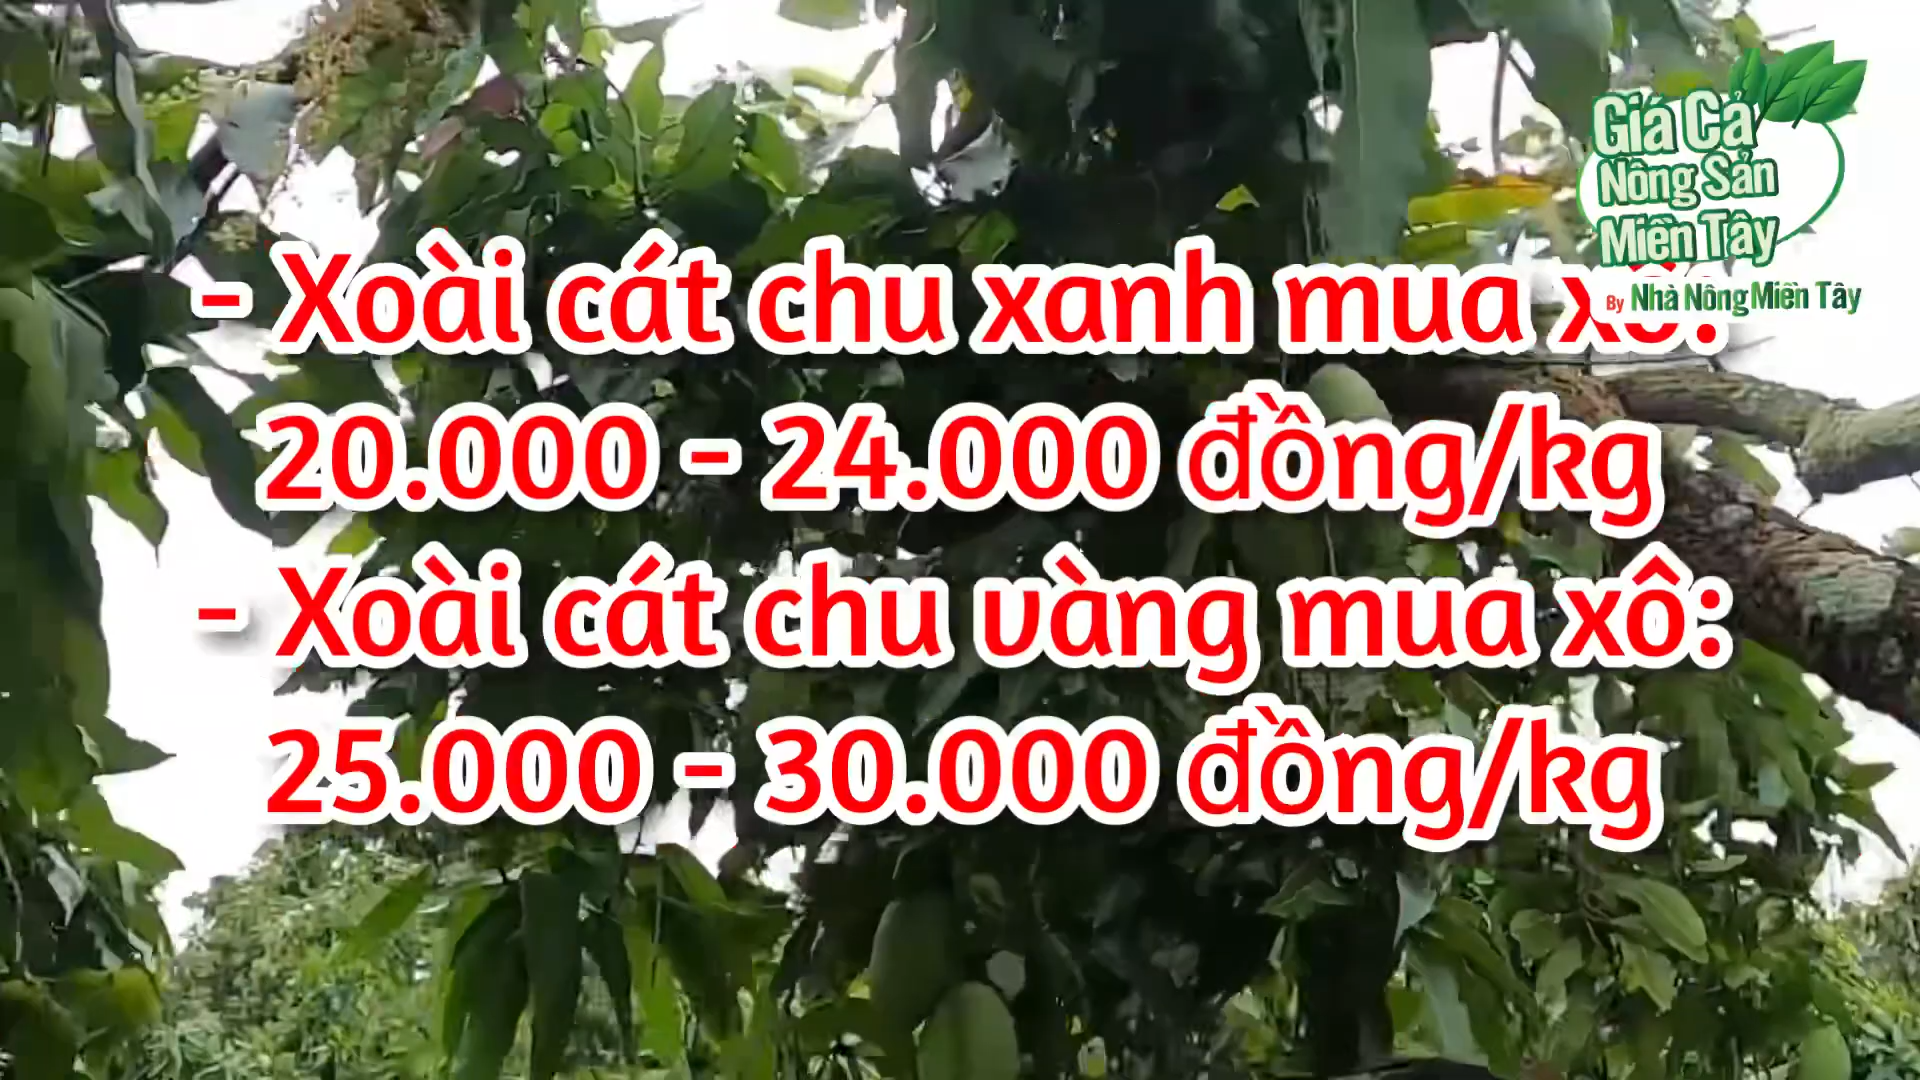 Giá Cả
Nông Sản
Miền Tây
By Nhà Nông Miền Tây
- Xoài cát chu xanh mua xô:
20.000 - 24.000 đồng/kg
- Xoài cát chu vàng mua xô:
25.000 - 30.000 đồng/kg